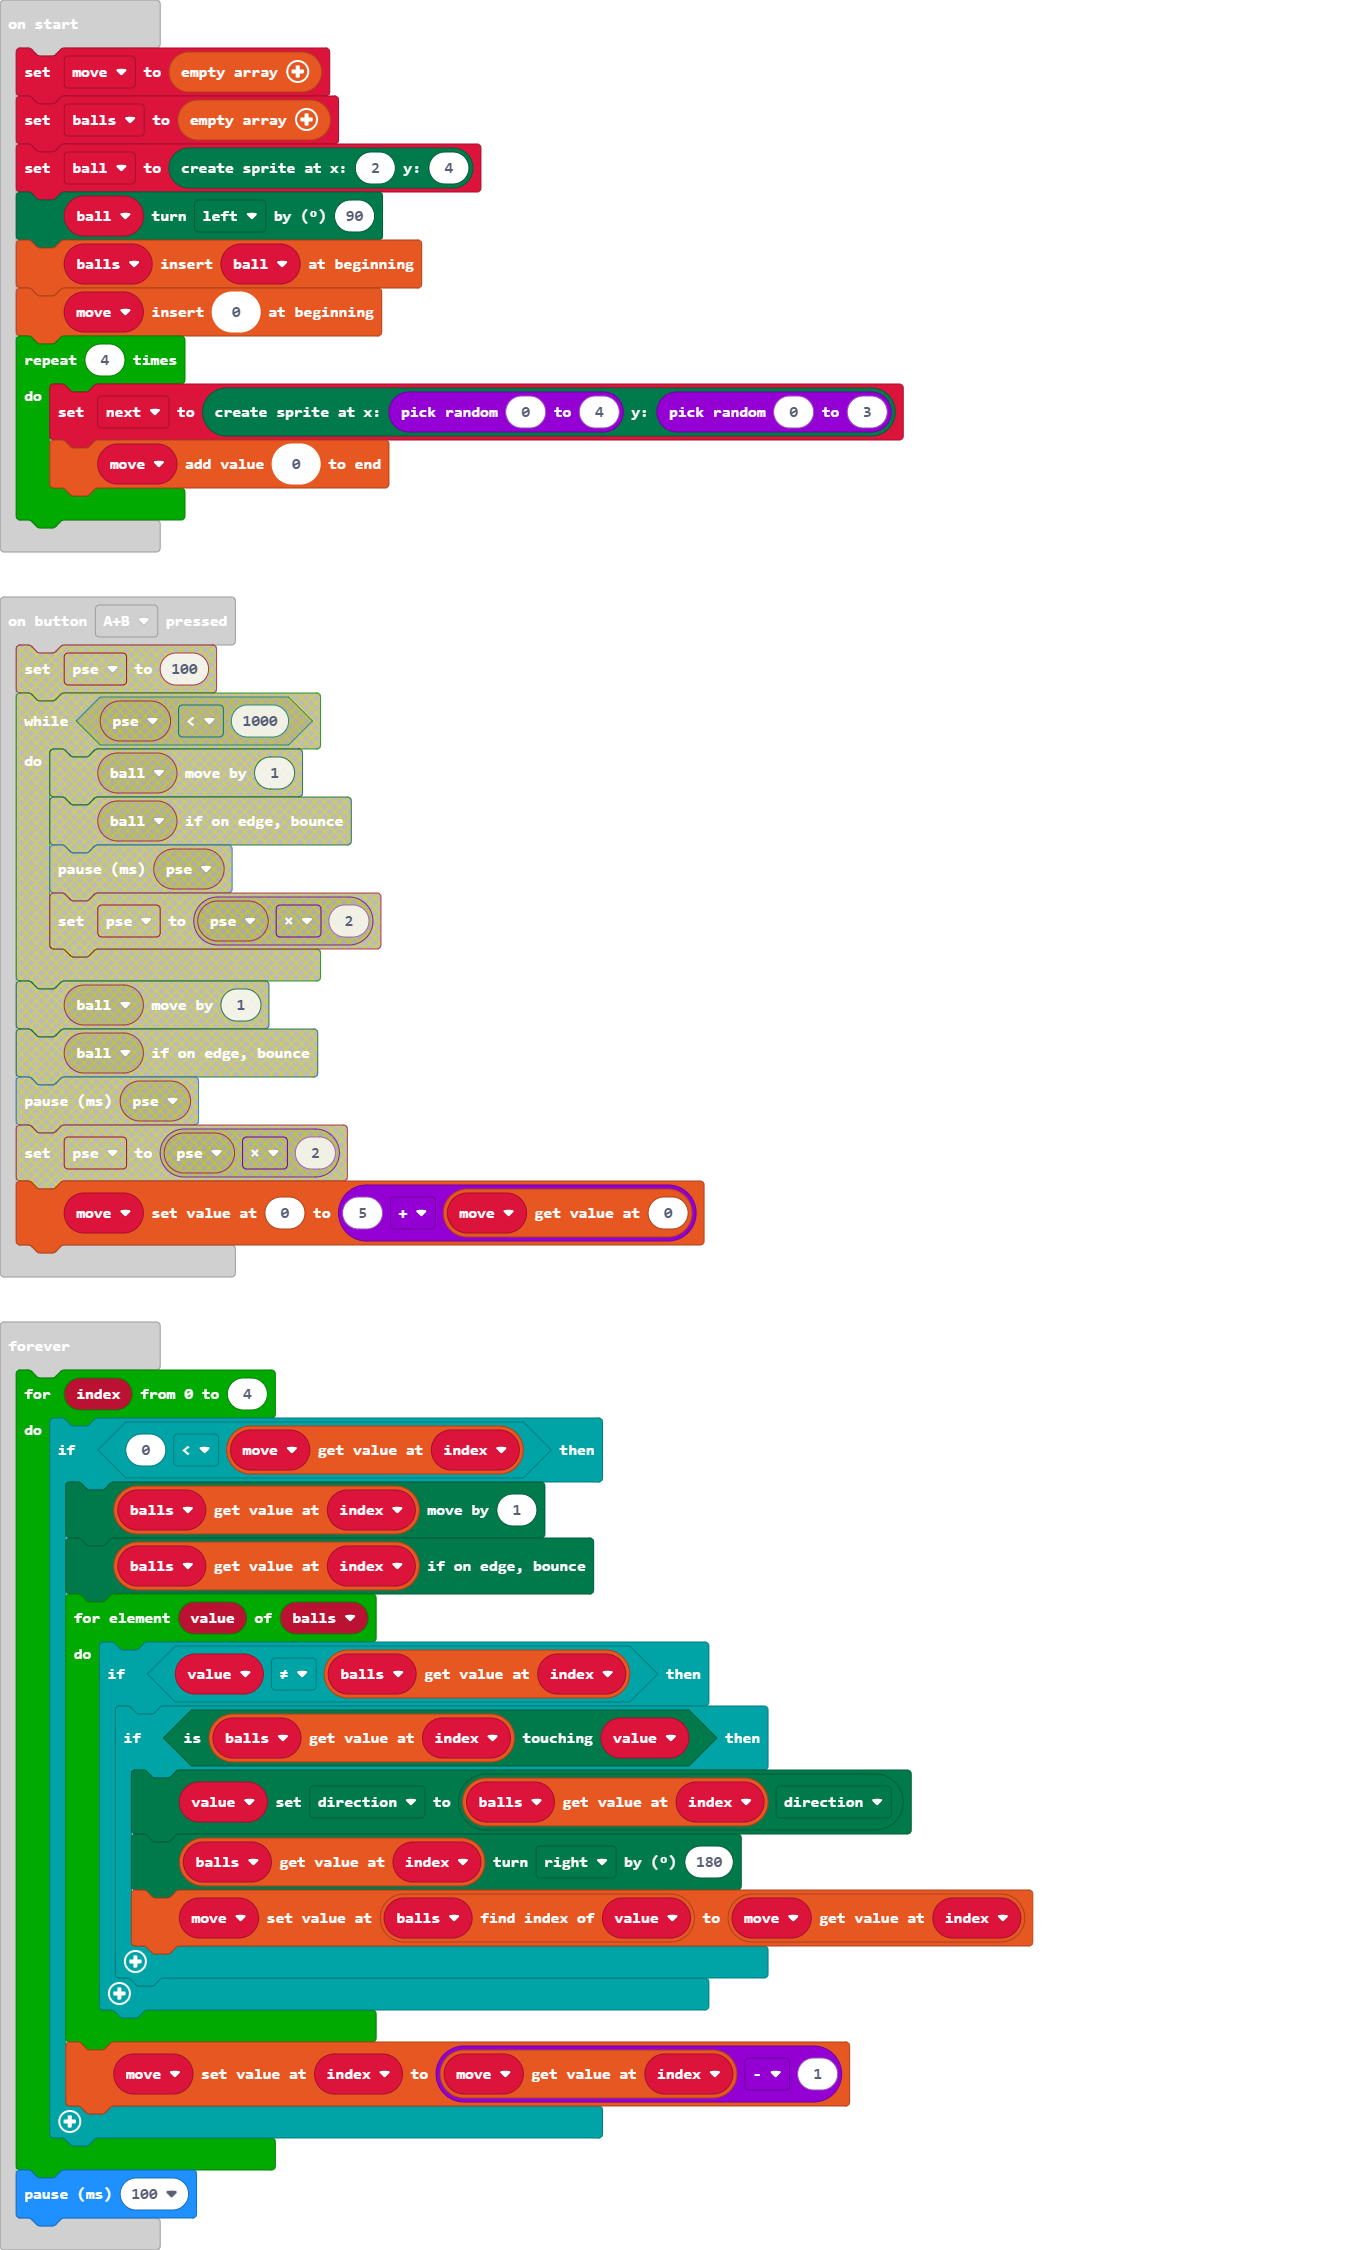 on start
set move to empty array
set balls to empty array
set ball to create sprite at x: 2 y: 4
ball turn left by (º) 90
balls insert ball at beginning
move insert 0 at beginning
repeat 4 times
do
set next to create sprite at x: pick random 0 to 4 y: pick random 0 to 3
move add value 0 to end
on button A+B pressed
set pse to 100
while pse < 1000
do
ball move by 1
ball if on edge, bounce
pause (ms) pse
set pse to pse × 2
ball move by 1
ball if on edge, bounce
pause (ms) pse
set pse to pse × 2
move set value at 0 to 5 + move get value at 0
forever
for index from 0 to 4
do
if 0 < move get value at index then
balls get value at index move by 1
balls get value at index if on edge, bounce
for element value of balls
do
if value ≠ balls get value at index then
if is balls get value at index touching value then
value set direction to balls get value at index direction
balls get value at index turn right by (º) 180
move set value at balls find index of value to move get value at index
move set value at index to move get value at index - 1
pause (ms) 100